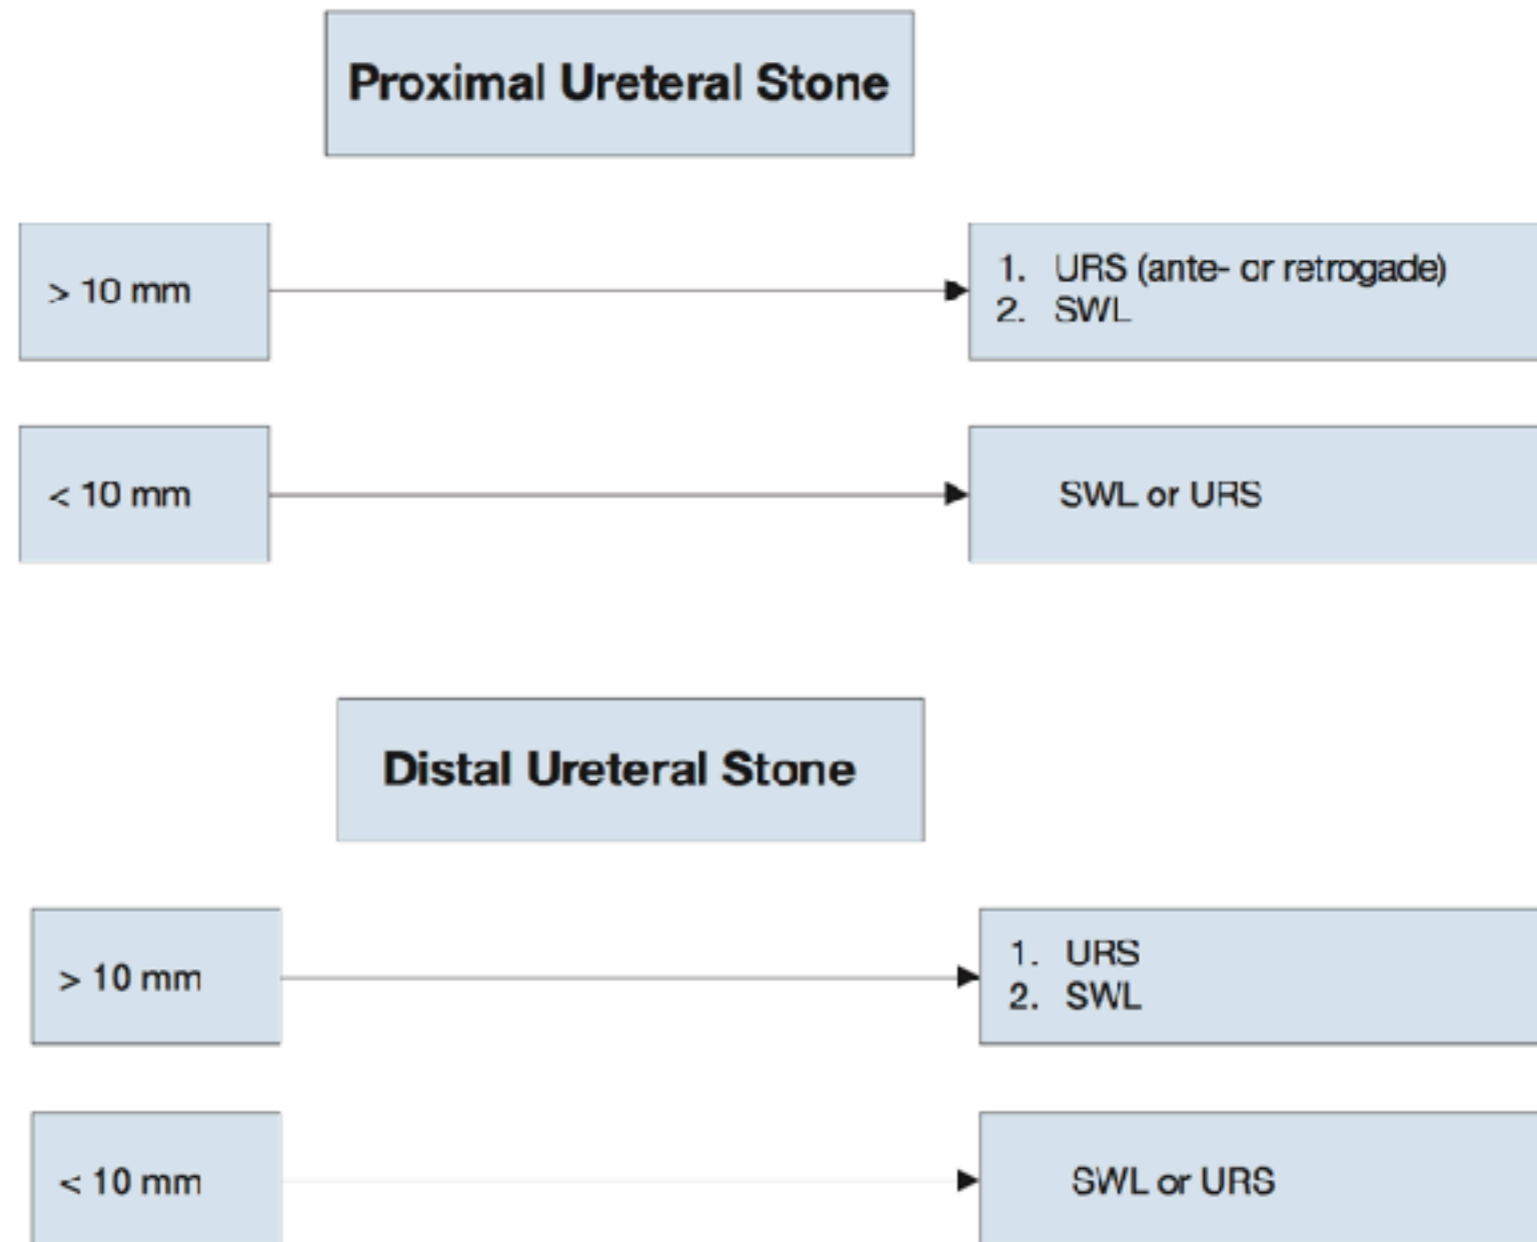 Proximal Ureteral Stone
> 10 mm
1. URS (ante- or retrogade)
2. SWL
< 10 mm
SWL or URS
Distal Ureteral Stone
> 10 mm
1. URS
2. SWL
< 10 mm
SWL or URS